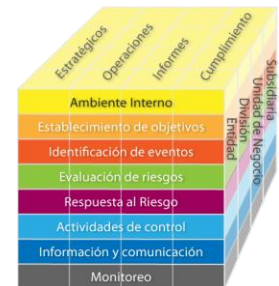 Estratégicos
Operaciones
Informes
Cumplimiento
Ambiente Interno
Establecimiento de objetivos
Identificación de eventos
Evaluación de riesgos
Respuesta al Riesgo
Actividades de control
Información y comunicación
Monitoreo
Entidad
División
Unidad de Negocio
Subsidiaria